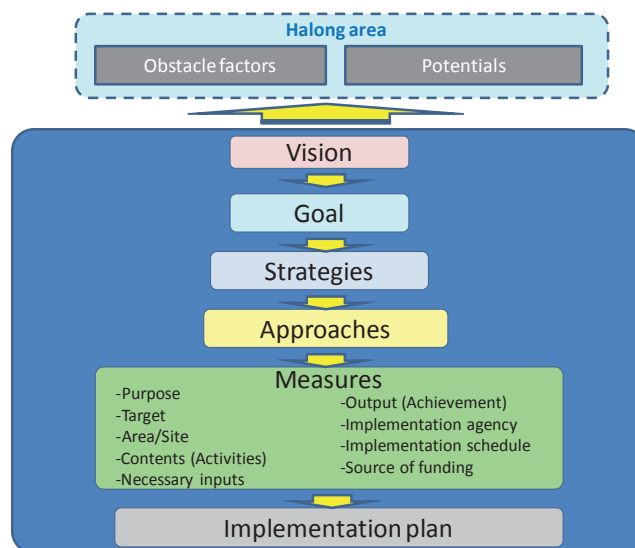 Halong area
Obstacle factors
Potentials
Vision
Goal
Strategies
Approaches
Measures
-Purpose
-Target
-Area/Site
-Contents (Activities)
-Necessary inputs
-Output (Achievement)
-Implementation agency
-Implementation schedule
-Source of funding
Implementation plan